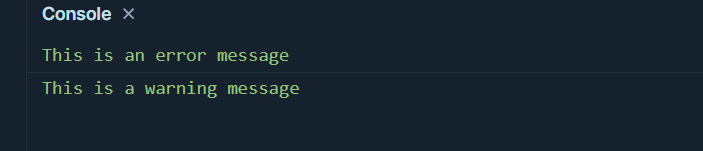 Console ×
This is an error message
This is a warning message